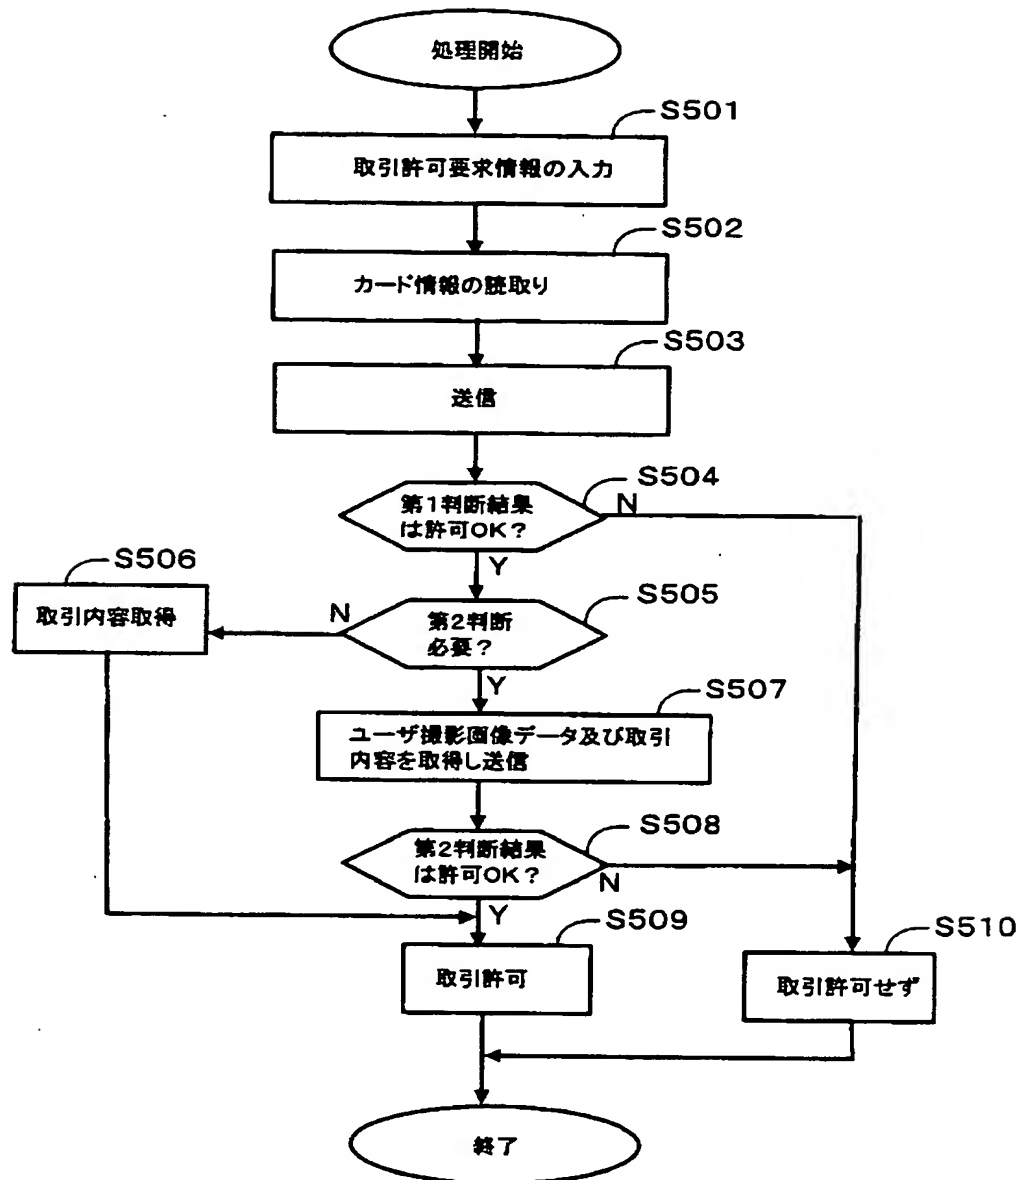 処理開始
S501
取引許可要求情報の入力
S502
カード情報の読取り
S503
送信
S504
第1判断結果
は許可OK?
N
Y
S506
取引内容取得
S505
第2判断
必要?
N
Y
S507
ユーザ撮影画像データ及び取引
内容を取得し送信
S508
第2判断結果
は許可OK?
N
Y
S509
取引許可
S510
取引許可せず
終了